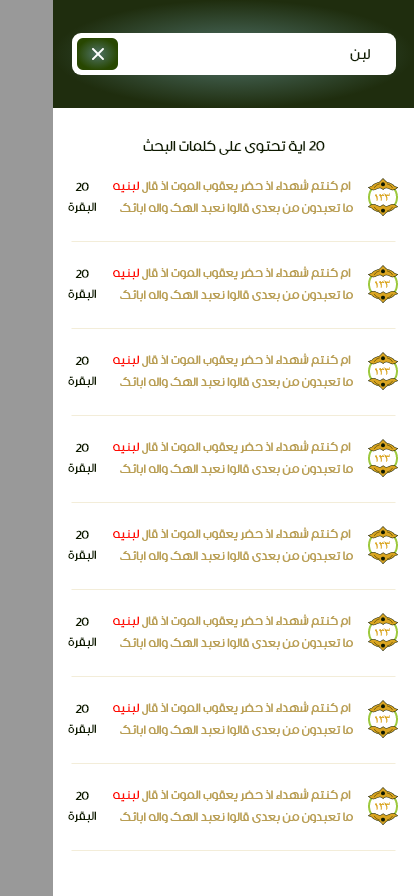 لبن
20 اية تحتوى على كلمات البحث
ام كنتم شهداء اذ حضر يعقوب الموت اذ قال لبنيه
ما تعبدون من بعدى قالوا نعبد الهك واله ابائك
١٣٣
20
البقرة
ام كنتم شهداء اذ حضر يعقوب الموت اذ قال لبنيه
ما تعبدون من بعدى قالوا نعبد الهك واله ابائك
١٣٣
20
البقرة
ام كنتم شهداء اذ حضر يعقوب الموت اذ قال لبنيه
ما تعبدون من بعدى قالوا نعبد الهك واله ابائك
١٣٣
20
البقرة
ام كنتم شهداء اذ حضر يعقوب الموت اذ قال لبنيه
ما تعبدون من بعدى قالوا نعبد الهك واله ابائك
١٣٣
20
البقرة
ام كنتم شهداء اذ حضر يعقوب الموت اذ قال لبنيه
ما تعبدون من بعدى قالوا نعبد الهك واله ابائك
١٣٣
20
البقرة
ام كنتم شهداء اذ حضر يعقوب الموت اذ قال لبنيه
ما تعبدون من بعدى قالوا نعبد الهك واله ابائك
١٣٣
20
البقرة
ام كنتم شهداء اذ حضر يعقوب الموت اذ قال لبنيه
ما تعبدون من بعدى قالوا نعبد الهك واله ابائك
١٣٣
20
البقرة
ام كنتم شهداء اذ حضر يعقوب الموت اذ قال لبنيه
ما تعبدون من بعدى قالوا نعبد الهك واله ابائك
١٣٣
20
البقرة